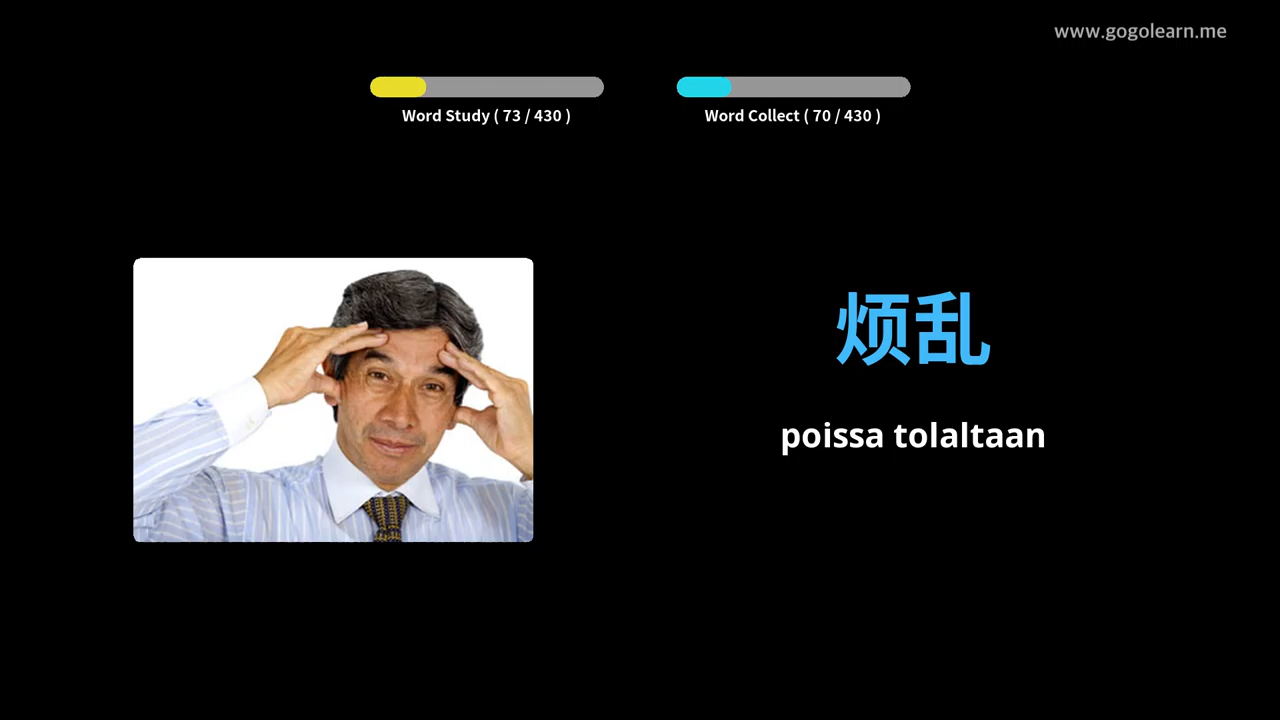 www.gogolearn.me
Word Study ( 73 / 430 )
Word Collect ( 70 / 430 )
烦乱
poissa tolaltaan